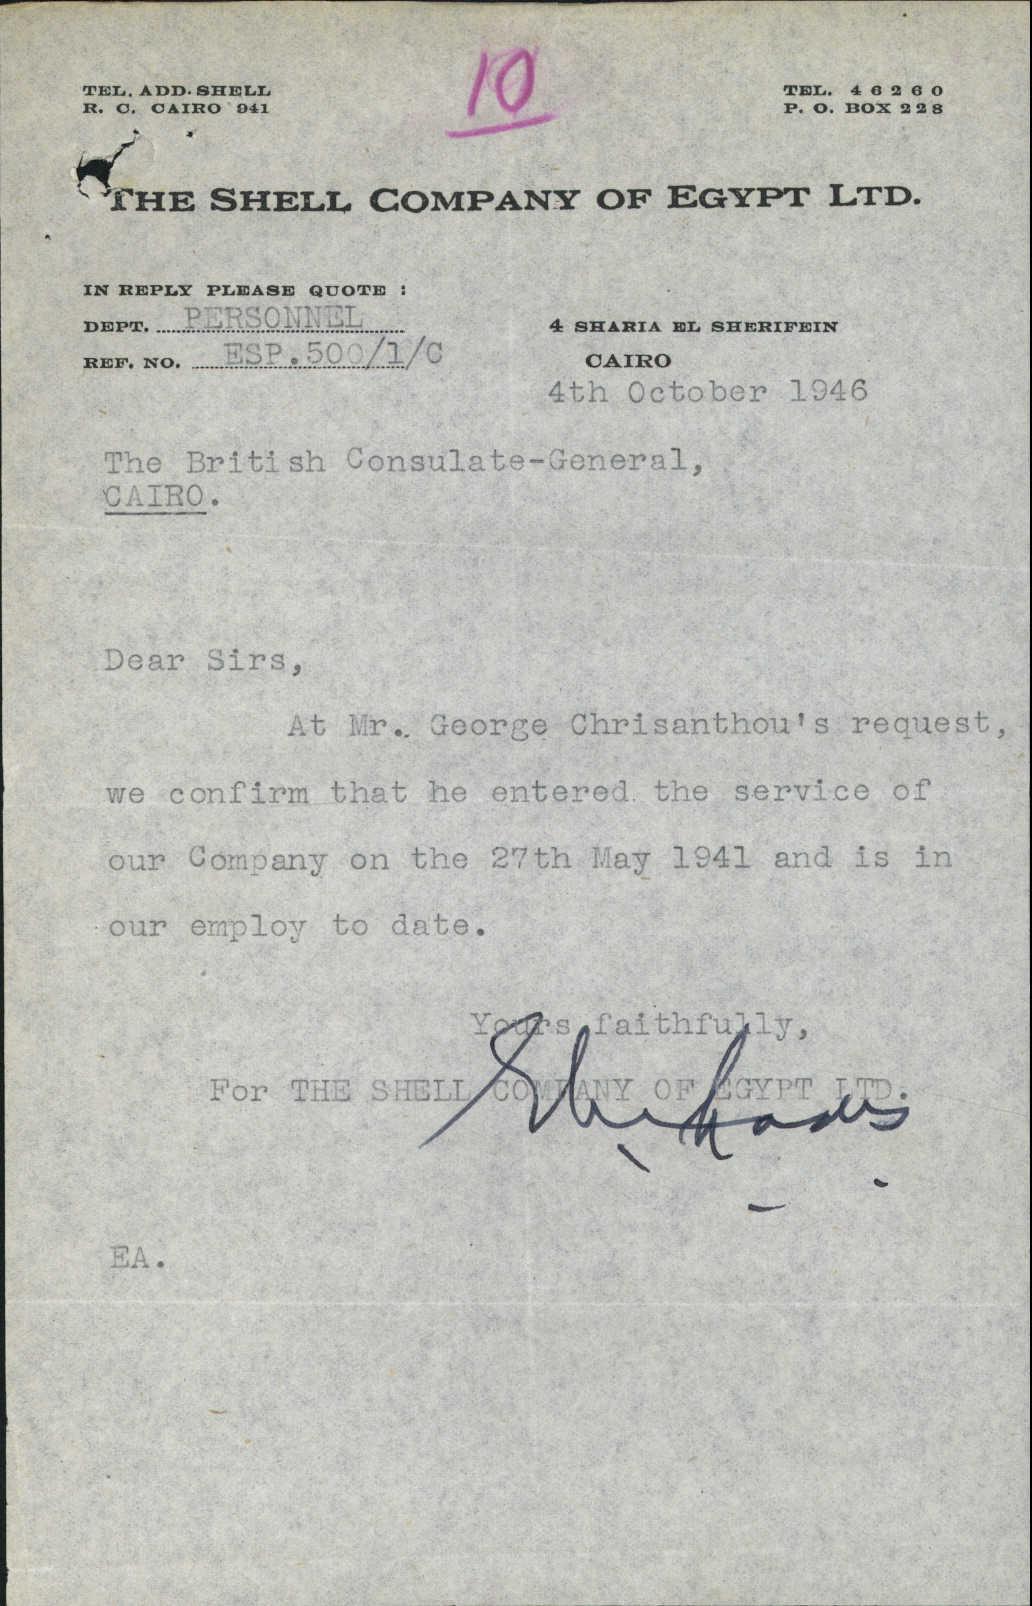 10
TEL. ADD. SHELL
R. C. CAIRO 941
TEL. 46260
P. O. BOX 228
THE SHELL COMPANY OF EGYPT LTD.
IN REPLY PLEASE QUOTE :
DEPT. PERSONNEL
REF. NO. ESP.500/1/C
4 SHARIA EL SHERIFEIN
CAIRO
4th October 1946
The British Consulate-General,
CAIRO.
Dear Sirs,
At Mr. George Chrisanthou's request,
we confirm that he entered the service of
our Company on the 27th May 1941 and is in
our employ to date.
Yours faithfully,
For THE SHELL COMPANY OF EGYPT LTD.
EA.